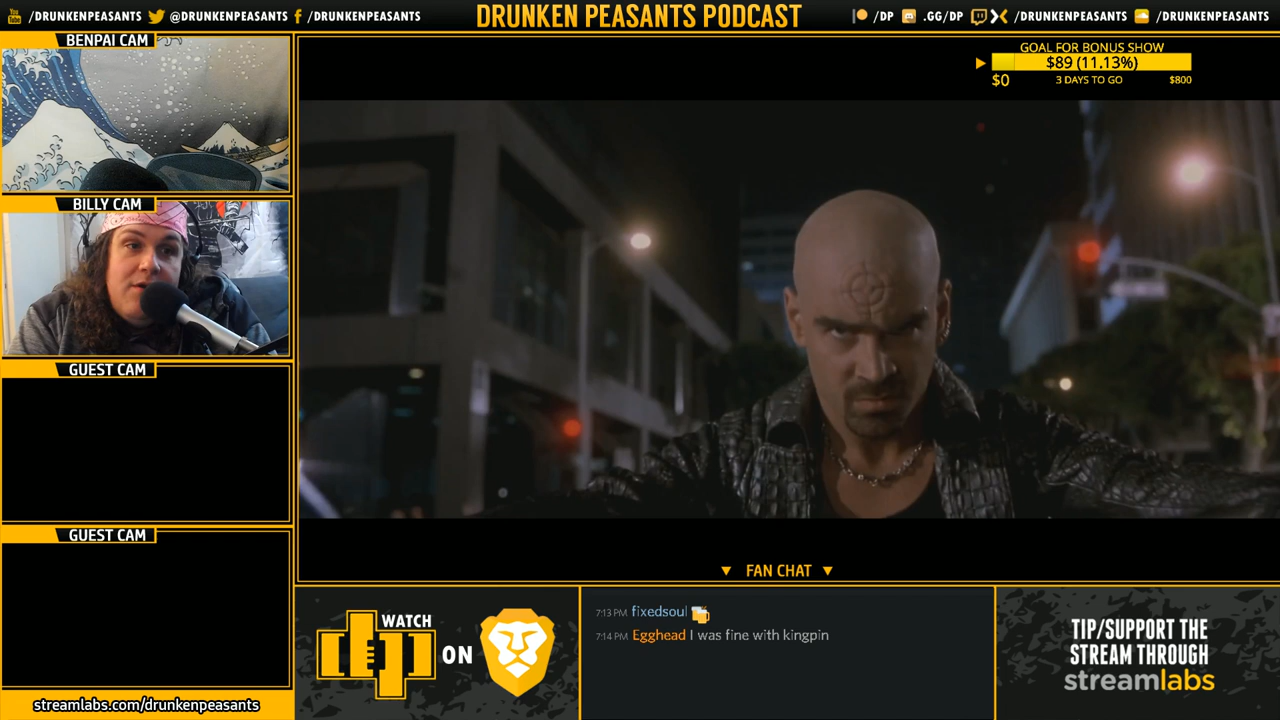 You Tube /DRUNKENPEASANTS @DRUNKENPEASANTS /DRUNKENPEASANTS
DRUNKEN PEASANTS PODCAST
/DP .GG/DP /DRUNKENPEASANTS /DRUNKENPEASANTS
BENPAI CAM
GOAL FOR BONUS SHOW
$89 (11.13%)
$0 3 DAYS TO GO $800
BILLY CAM
GUEST CAM
GUEST CAM
FAN CHAT
WATCH
ON
7:13 PM fixedsoul
7:14 PM Egghead I was fine with kingpin
TIP/SUPPORT THE
STREAM THROUGH
streamlabs
streamlabs.com/drunkenpeasants